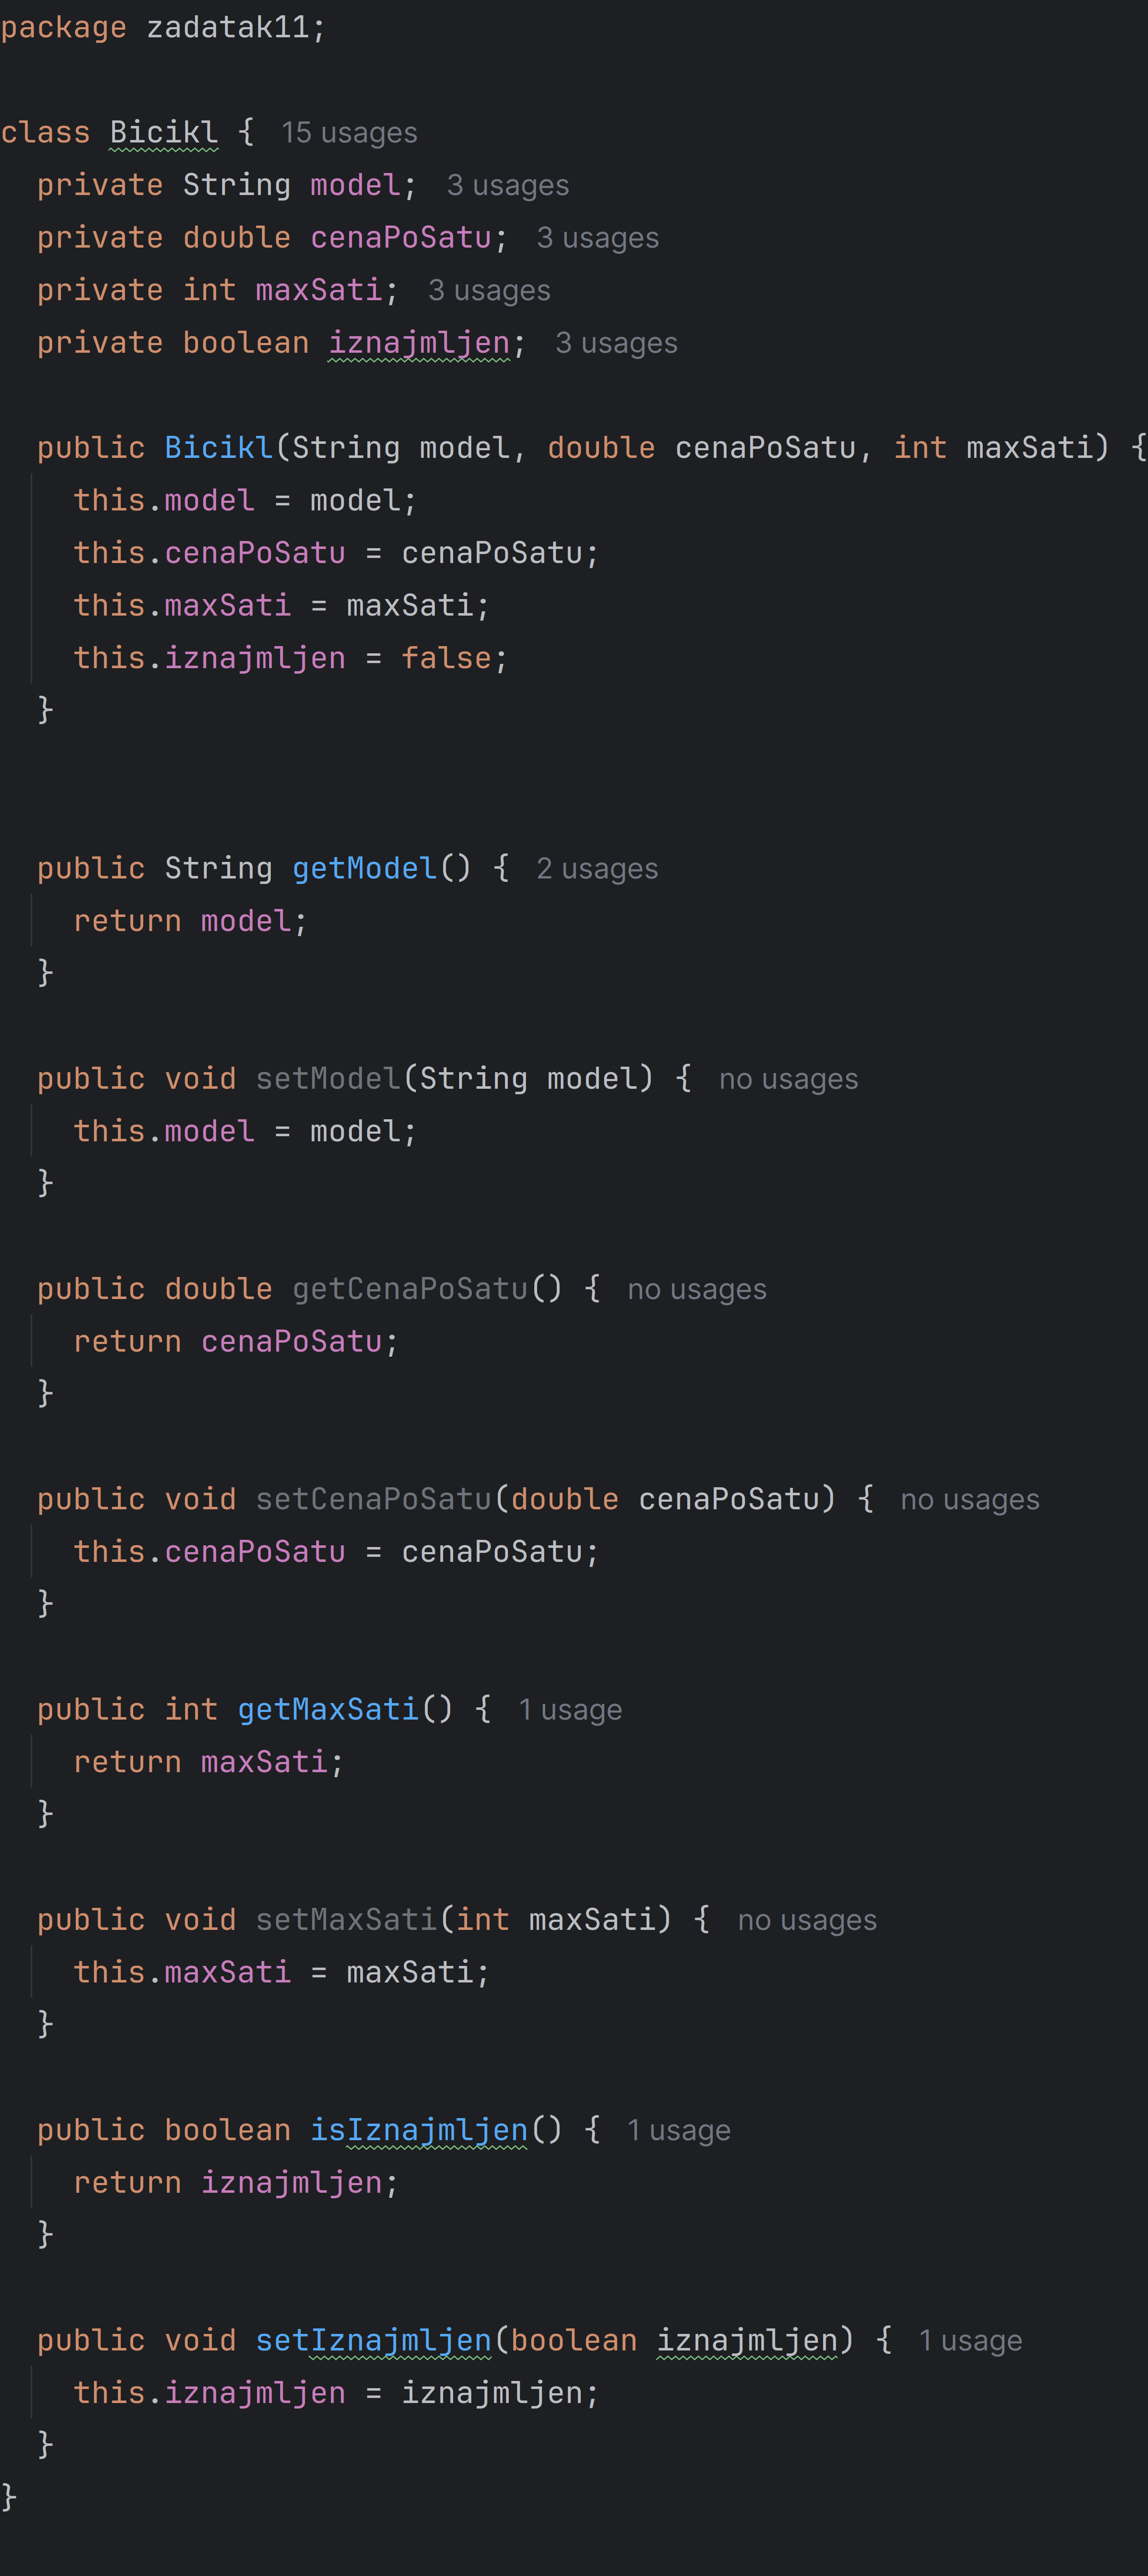 package zadatak11;

class Bicikl { 15 usages
  private String model; 3 usages
  private double cenaPoSatu; 3 usages
  private int maxSati; 3 usages
  private boolean iznajmljen; 3 usages

  public Bicikl(String model, double cenaPoSatu, int maxSati) {
    this.model = model;
    this.cenaPoSatu = cenaPoSatu;
    this.maxSati = maxSati;
    this.iznajmljen = false;
  }

  public String getModel() { 2 usages
    return model;
  }

  public void setModel(String model) { no usages
    this.model = model;
  }

  public double getCenaPoSatu() { no usages
    return cenaPoSatu;
  }

  public void setCenaPoSatu(double cenaPoSatu) { no usages
    this.cenaPoSatu = cenaPoSatu;
  }

  public int getMaxSati() { 1 usage
    return maxSati;
  }

  public void setMaxSati(int maxSati) { no usages
    this.maxSati = maxSati;
  }

  public boolean isIznajmljen() { 1 usage
    return iznajmljen;
  }

  public void setIznajmljen(boolean iznajmljen) { 1 usage
    this.iznajmljen = iznajmljen;
  }
}